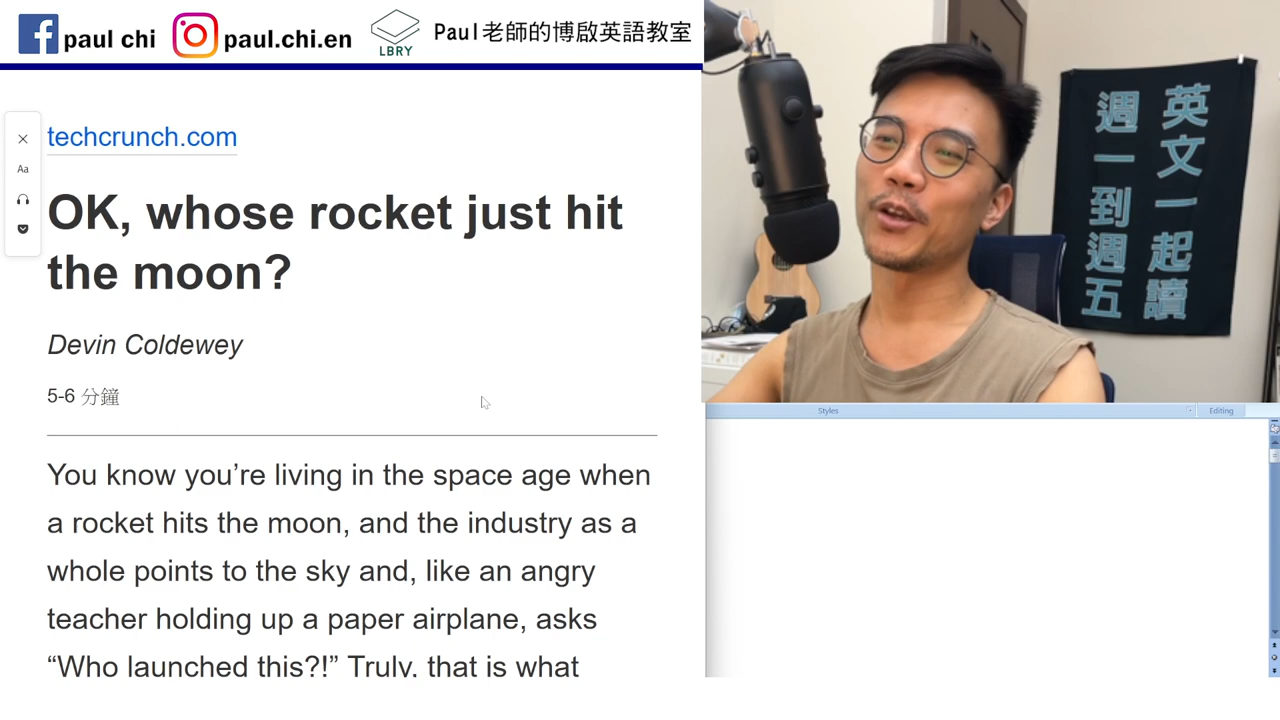 paul chi
paul.chi.en
LBRY
Paul老師的博啟英語教室
techcrunch.com
Aa
OK, whose rocket just hit
the moon?
Devin Coldewey
5-6 分鐘
You know you’re living in the space age when
a rocket hits the moon, and the industry as a
whole points to the sky and, like an angry
teacher holding up a paper airplane, asks
“Who launched this?!” Truly, that is what
英文一起讀
週一到週五
Styles
Editing